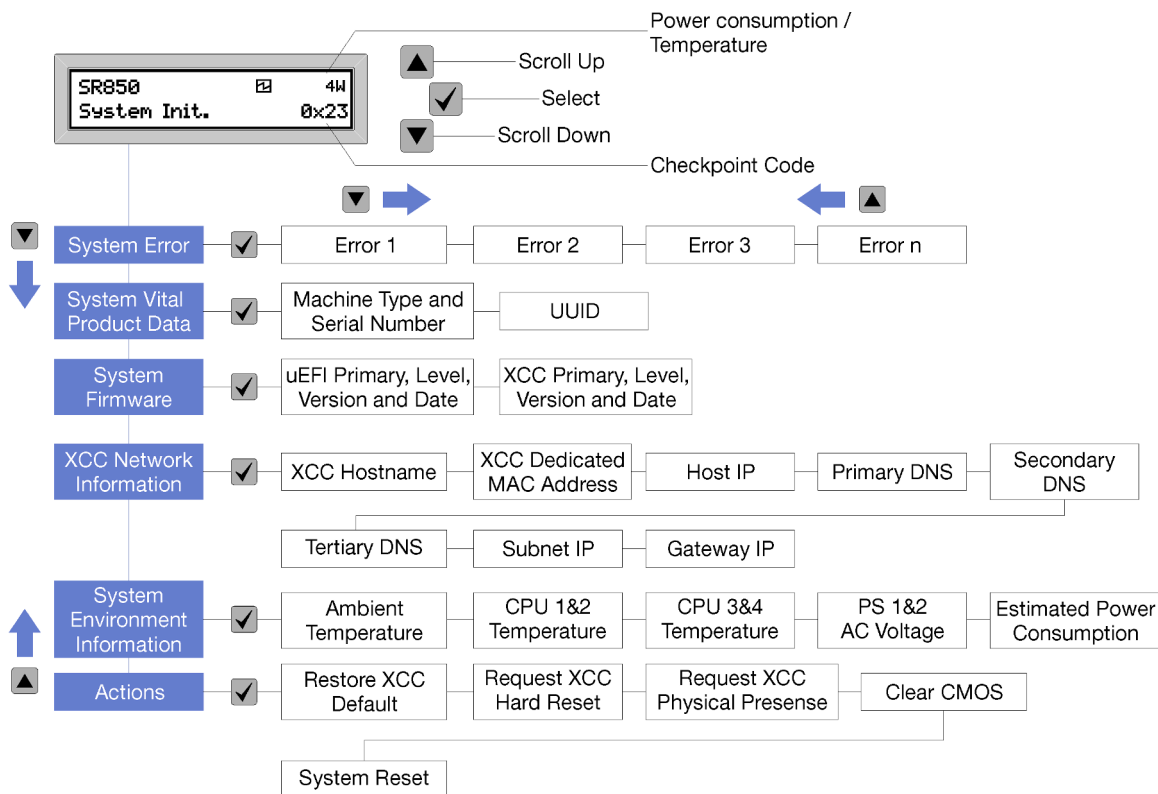 Power consumption /
Temperature
SR850 4W
System Init. 0x23
Scroll Up
Select
Scroll Down
Checkpoint Code
System Error
Error 1
Error 2
Error 3
Error n
System Vital
Product Data
Machine Type and
Serial Number
UUID
System
Firmware
uEFI Primary, Level,
Version and Date
XCC Primary, Level,
Version and Date
XCC Network
Information
XCC Hostname
XCC Dedicated
MAC Address
Host IP
Primary DNS
Secondary
DNS
Tertiary DNS
Subnet IP
Gateway IP
System
Environment
Information
Ambient
Temperature
CPU 1&2
Temperature
CPU 3&4
Temperature
PS 1&2
AC Voltage
Estimated Power
Consumption
Actions
Restore XCC
Default
Request XCC
Hard Reset
Request XCC
Physical Presense
Clear CMOS
System Reset